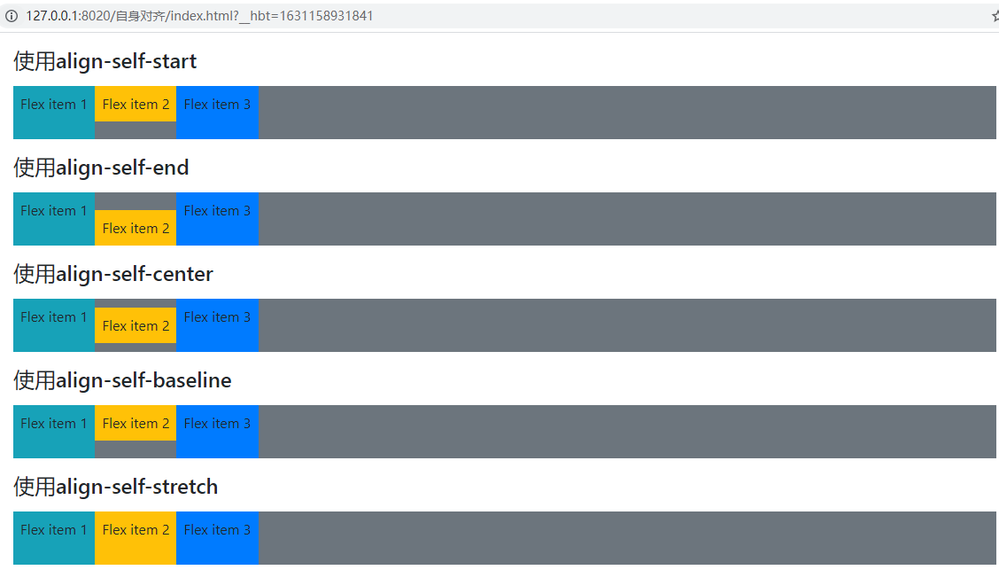 127.0.0.1:8020/自身对齐/index.html?__hbt=1631158931841
使用align-self-start
Flex item 1 Flex item 2 Flex item 3
使用align-self-end
Flex item 1 Flex item 2 Flex item 3
使用align-self-center
Flex item 1 Flex item 2 Flex item 3
使用align-self-baseline
Flex item 1 Flex item 2 Flex item 3
使用align-self-stretch
Flex item 1 Flex item 2 Flex item 3